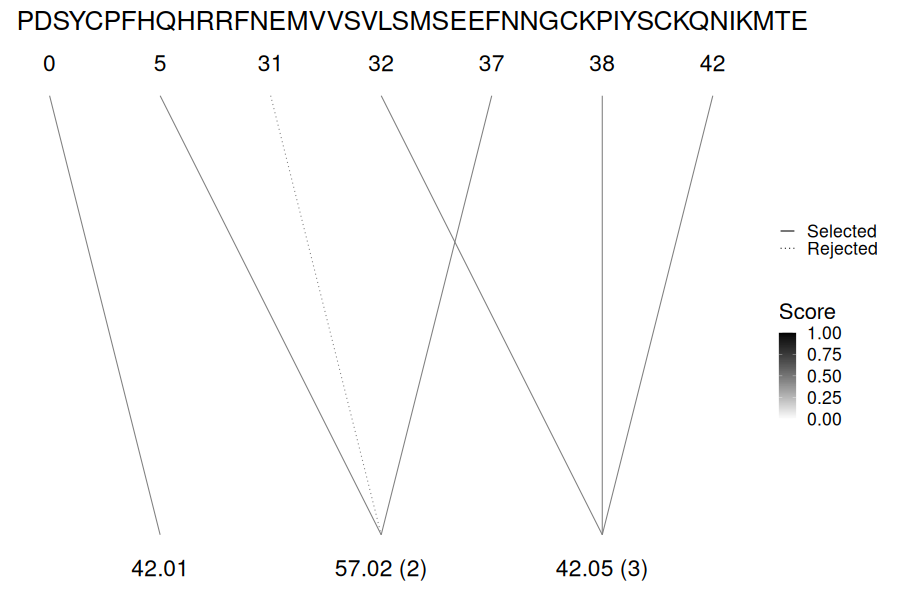 PDSYCPFHQHRRFNEMVVSVLSMSEEFNNGCKPIYSCKQNIKMTE
0 5 31 32 37 38 42
Selected
Rejected
Score
1.00
0.75
0.50
0.25
0.00
42.01 57.02 (2) 42.05 (3)